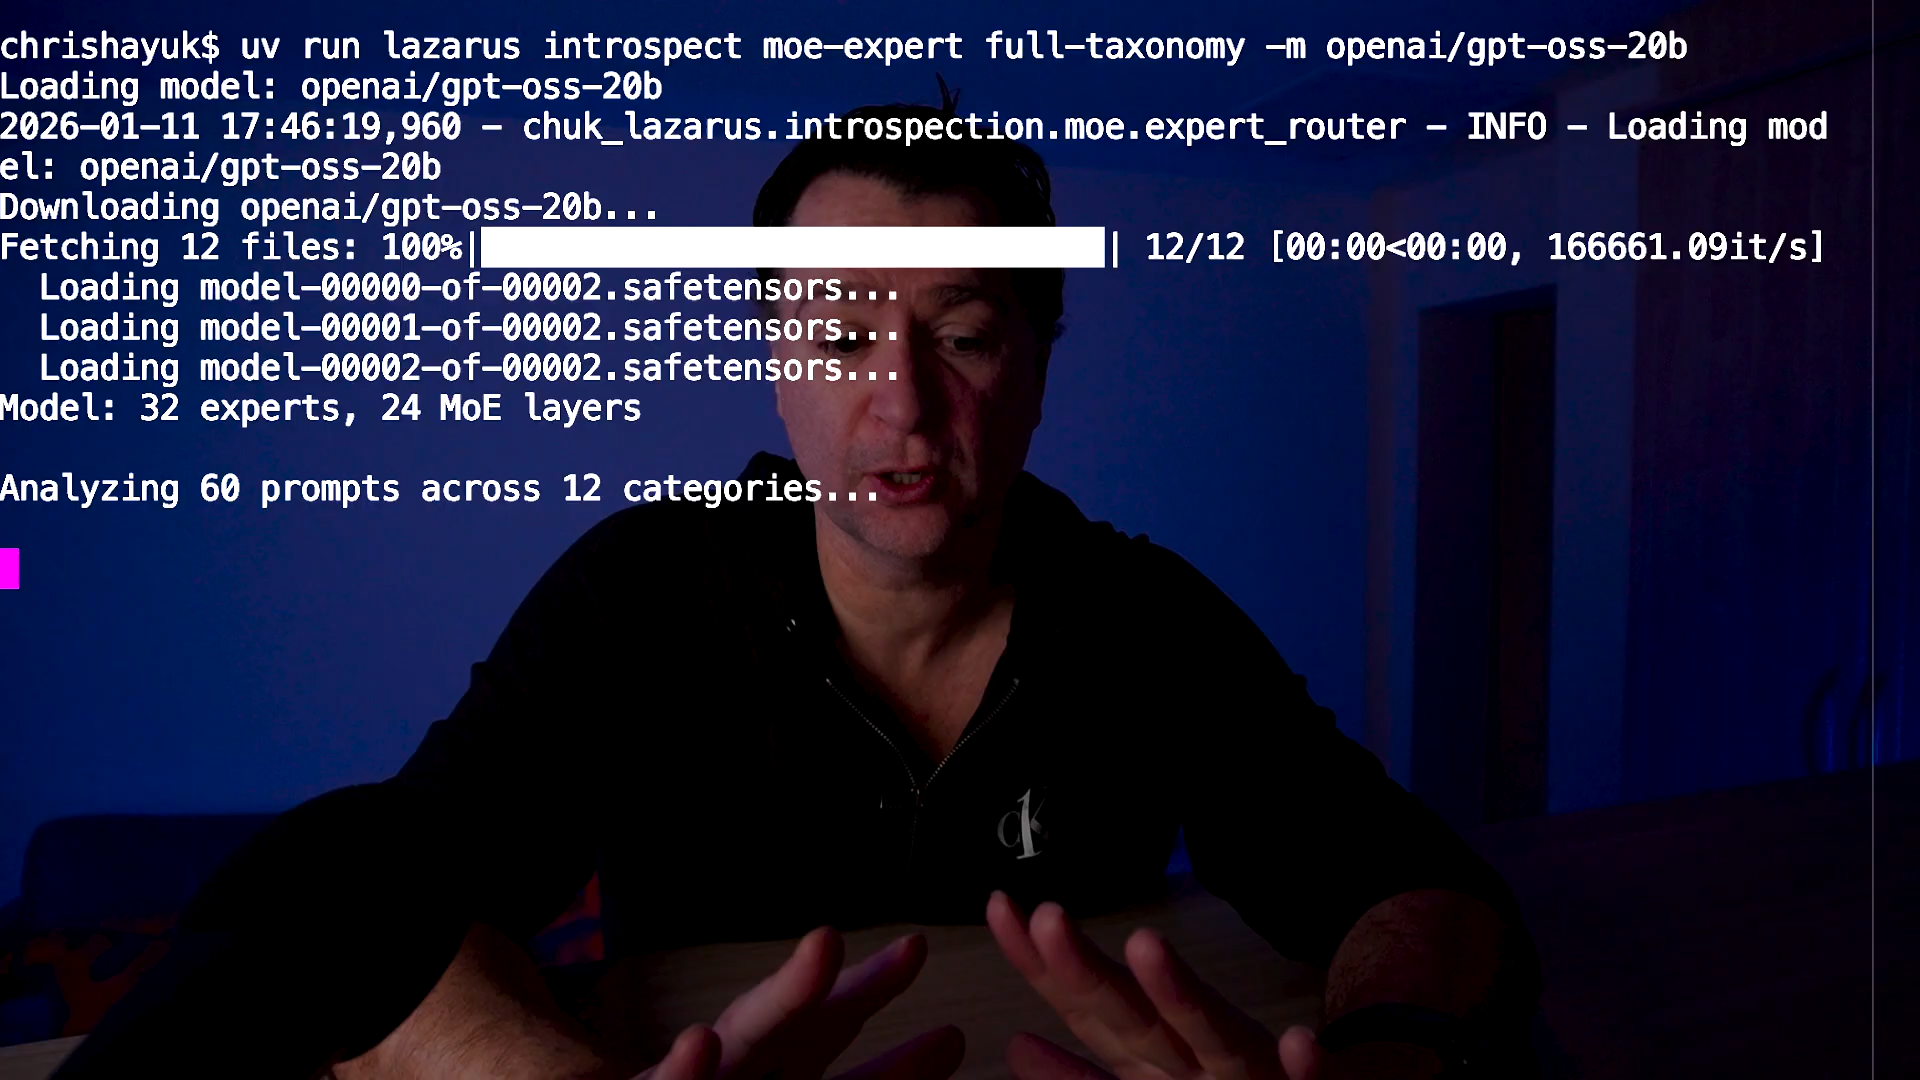 chrishayuk$ uv run lazarus introspect moe-expert full-taxonomy -m openai/gpt-oss-20b
Loading model: openai/gpt-oss-20b
2026-01-11 17:46:19,960 - chuk_lazarus.introspection.moe.expert_router - INFO - Loading mod
el: openai/gpt-oss-20b
Downloading openai/gpt-oss-20b...
Fetching 12 files: 100%|██████████| 12/12 [00:00<00:00, 166661.09it/s]
  Loading model-00000-of-00002.safetensors...
  Loading model-00001-of-00002.safetensors...
  Loading model-00002-of-00002.safetensors...
Model: 32 experts, 24 MoE layers
Analyzing 60 prompts across 12 categories...
cK1